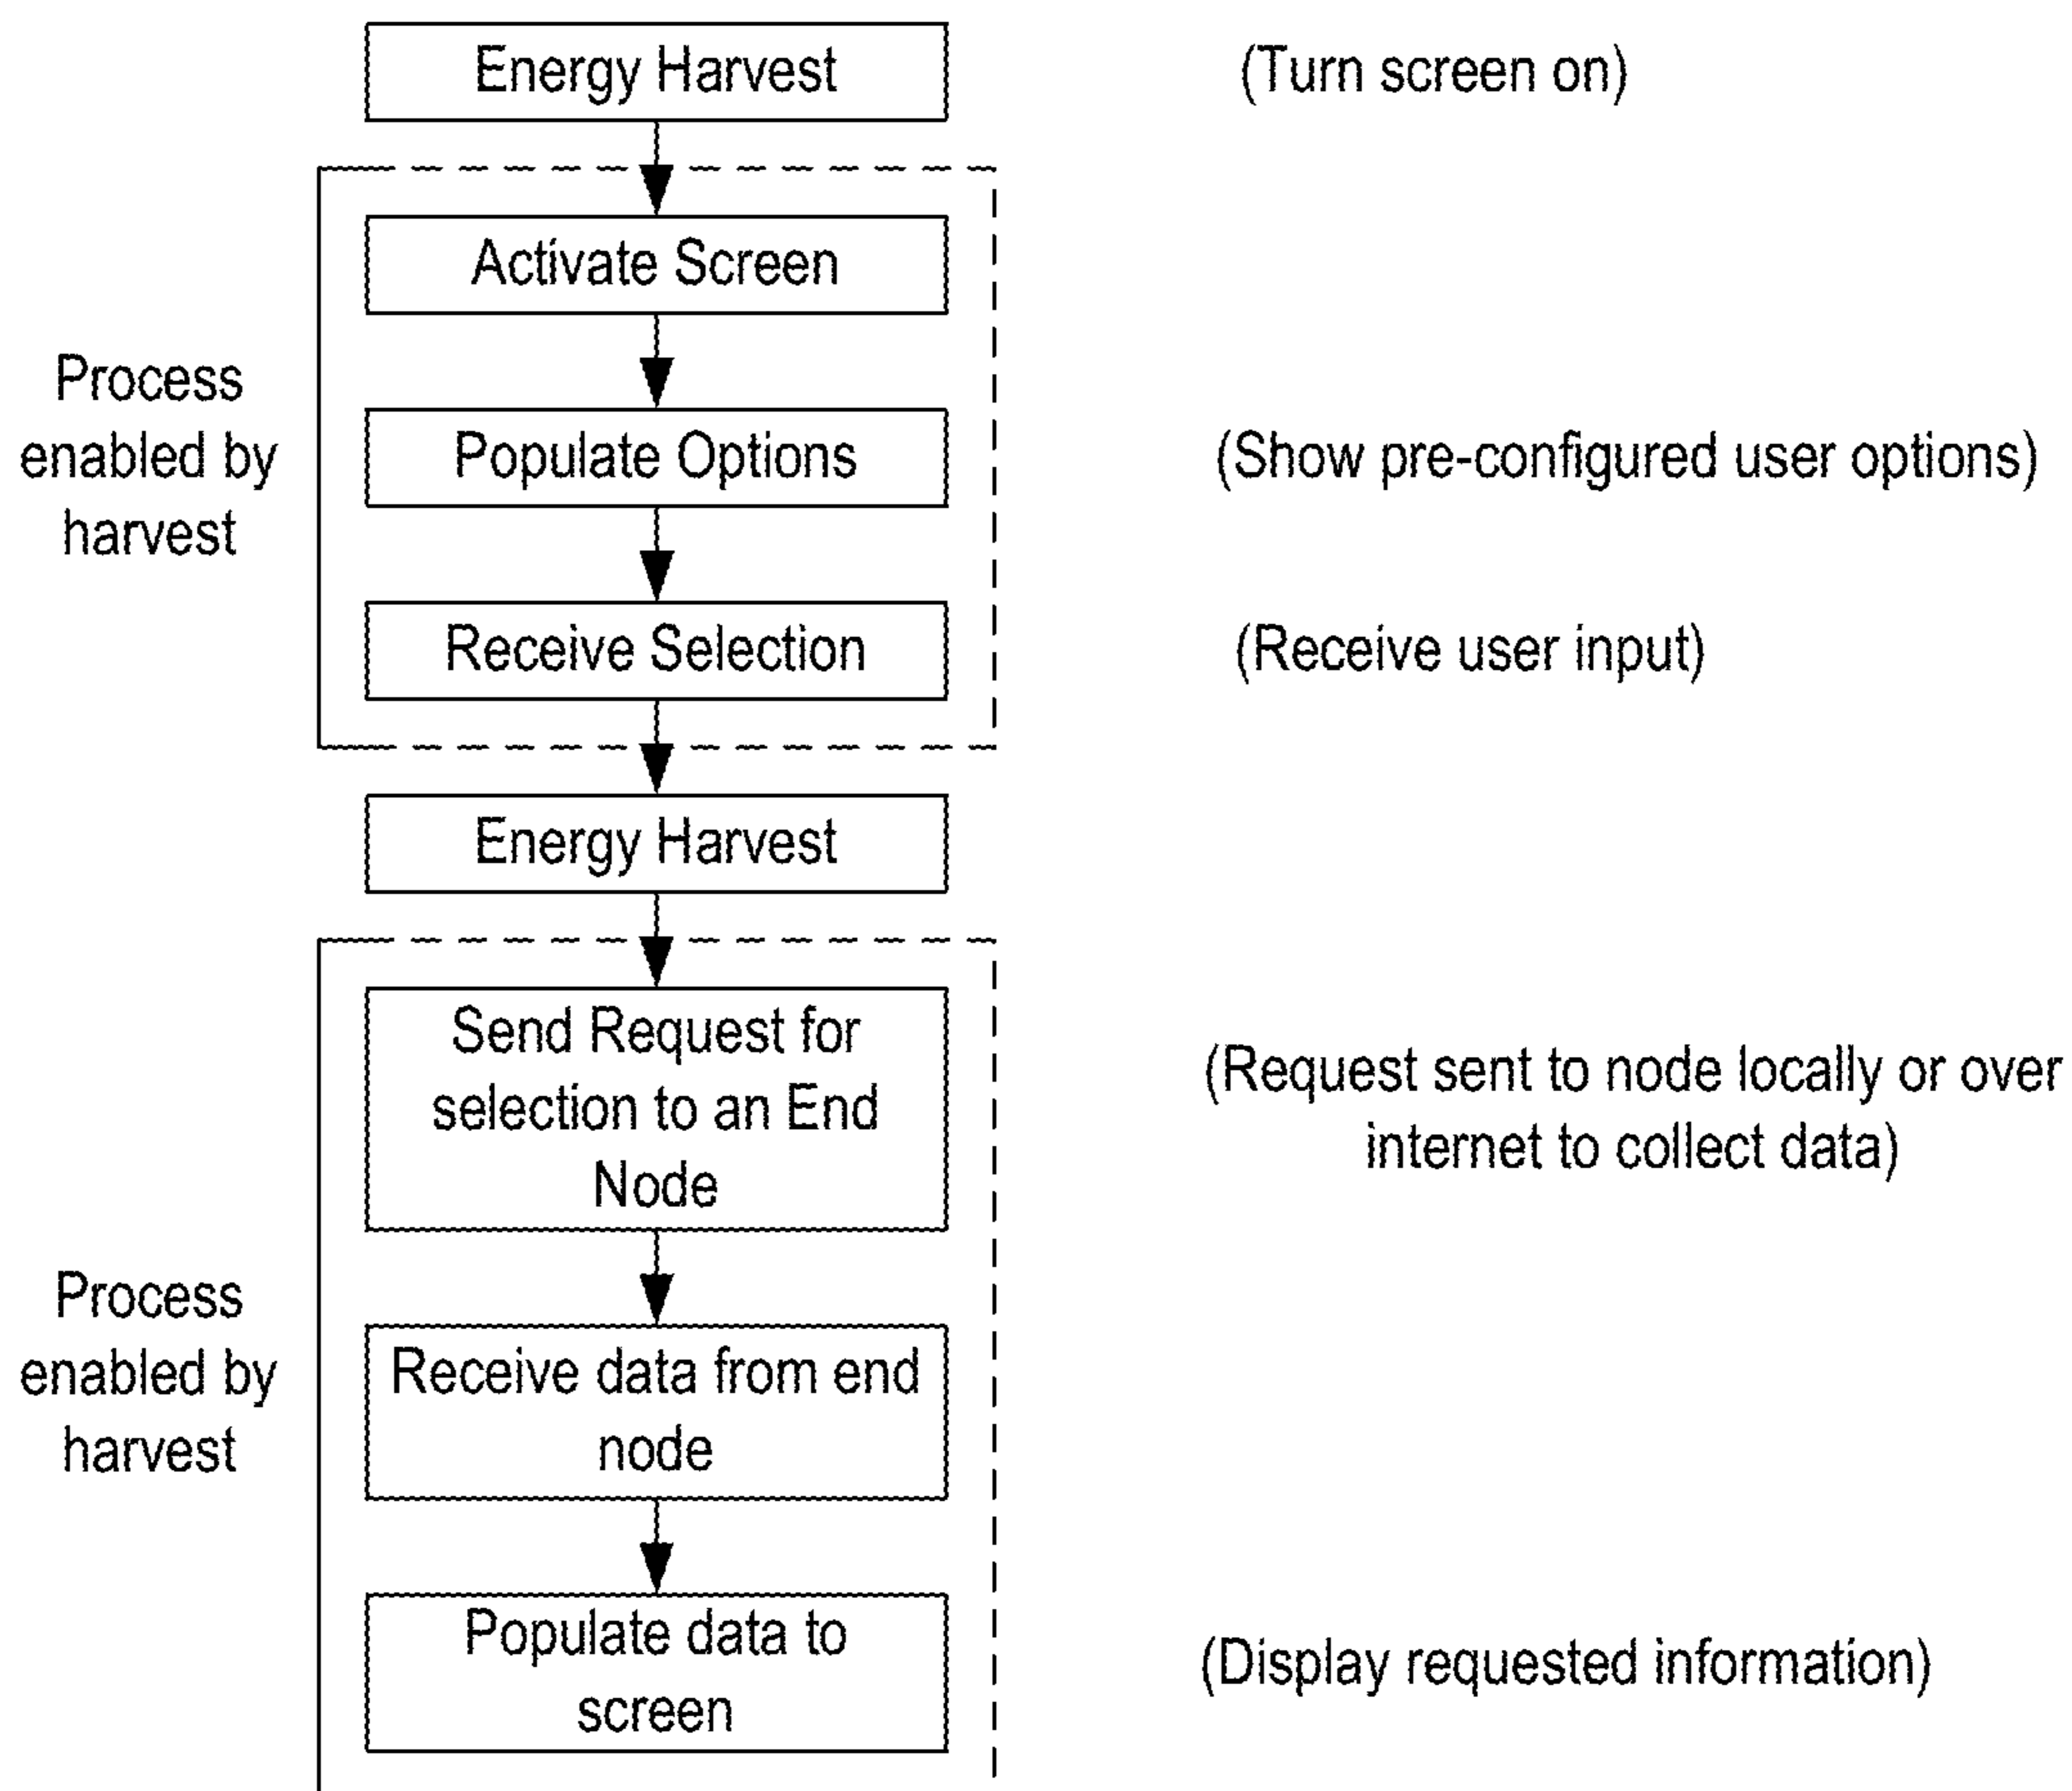 Energy Harvest
(Turn screen on)
Activate Screen
Process
enabled by
harvest
Populate Options
(Show pre-configured user options)
Receive Selection
(Receive user input)
Energy Harvest
Send Request for
selection to an End
Node
(Request sent to node locally or over
internet to collect data)
Process
enabled by
harvest
Receive data from end
node
Populate data to
screen
(Display requested information)